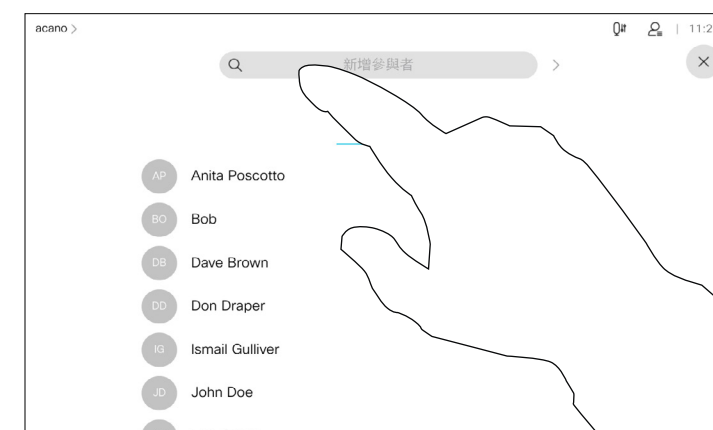 acano >
11:2
新增參與者
AP Anita Poscotto
BO Bob
DB Dave Brown
DD Don Draper
IG Ismail Gulliver
JD John Doe